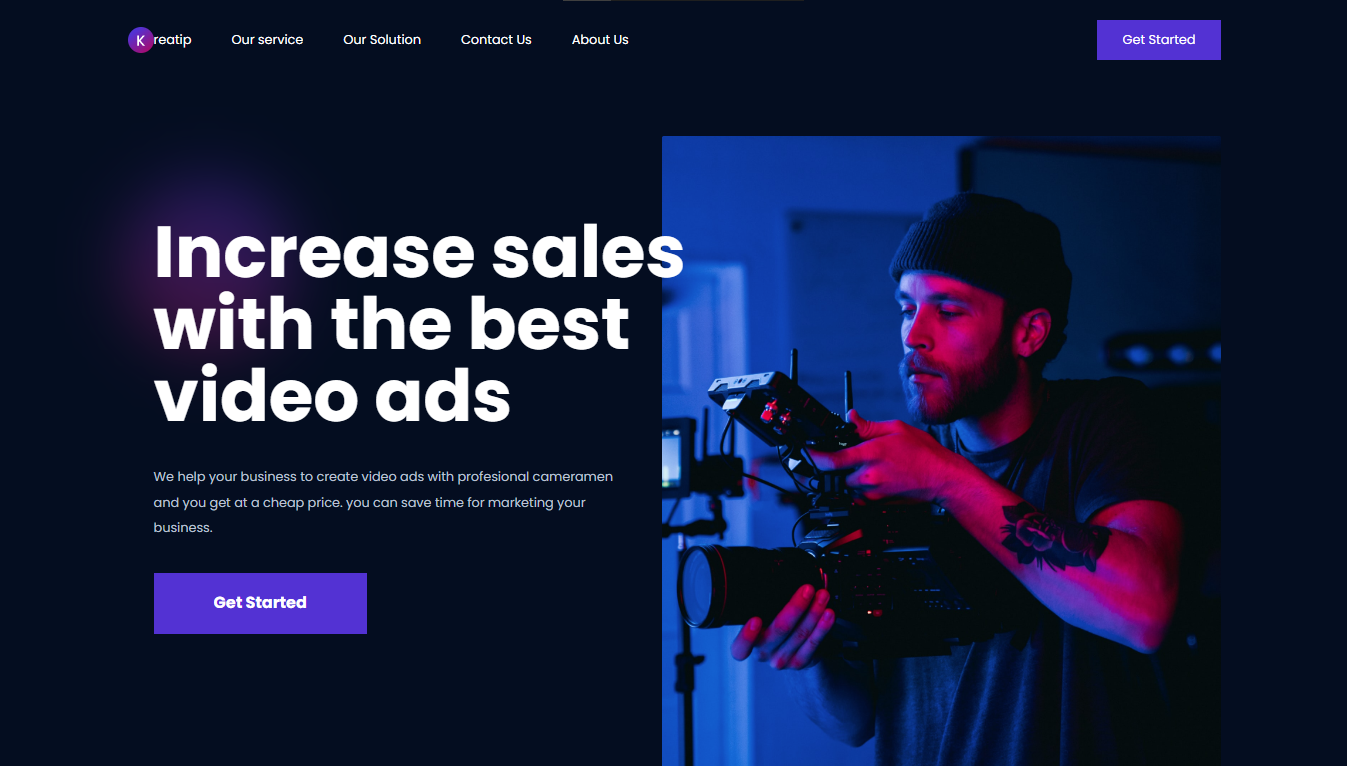 Kreatip
Our service
Our Solution
Contact Us
About Us
Get Started
Increase sales
with the best
video ads
We help your business to create video ads with profesional cameramen
and you get at a cheap price. you can save time for marketing your
business.
Get Started